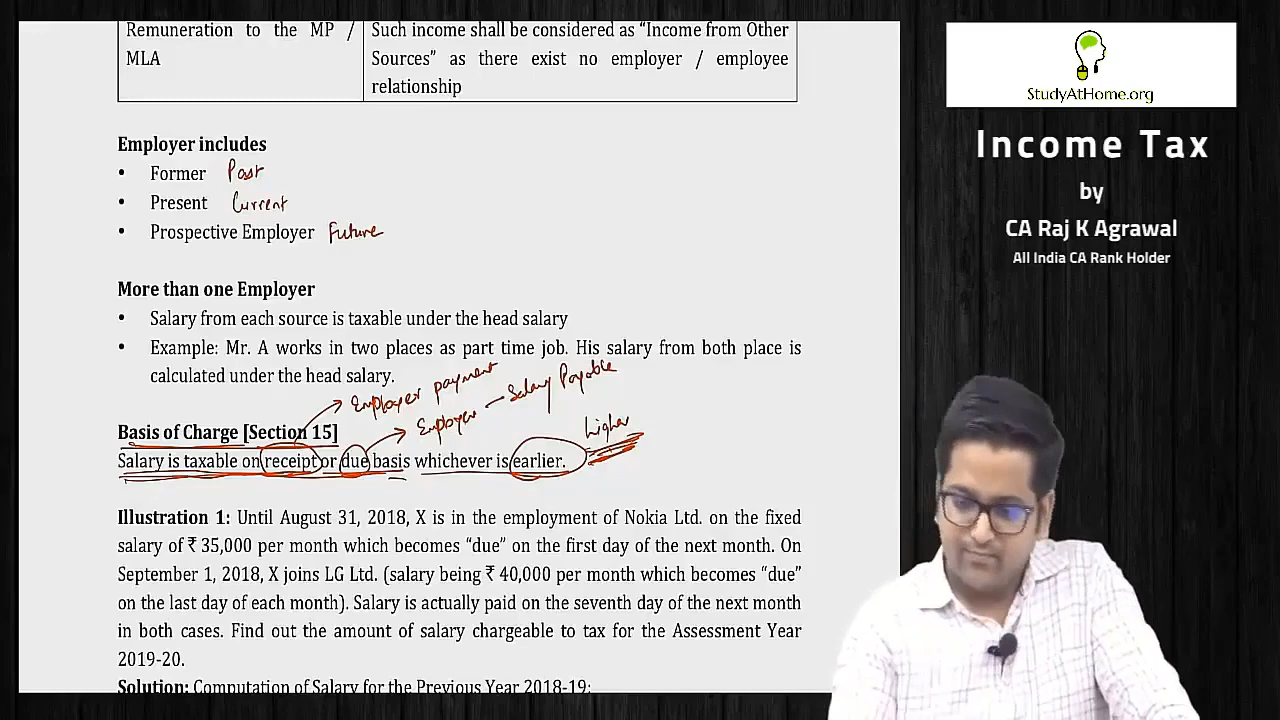 Remuneration to the MP /
MLA
Such income shall be considered as “Income from Other
Sources” as there exist no employer / employee
relationship
Employer includes
• Former Past
• Present Current
• Prospective Employer future
More than one Employer
• Salary from each source is taxable under the head salary
• Example: Mr. A works in two places as part time job. His salary from both place is
calculated under the head salary.
Employer payment
Employer – Salary Payable
higher
Basis of Charge [Section 15]
Salary is taxable on receipt or due basis whichever is earlier.
Illustration 1: Until August 31, 2018, X is in the employment of Nokia Ltd. on the fixed
salary of ₹ 35,000 per month which becomes “due” on the first day of the next month. On
September 1, 2018, X joins LG Ltd. (salary being ₹ 40,000 per month which becomes “due”
on the last day of each month). Salary is actually paid on the seventh day of the next month
in both cases. Find out the amount of salary chargeable to tax for the Assessment Year
2019-20.
Solution: Computation of Salary for the Previous Year 2018-19:
StudyAtHome.org
Income Tax
by
CA Raj K Agrawal
All India CA Rank Holder